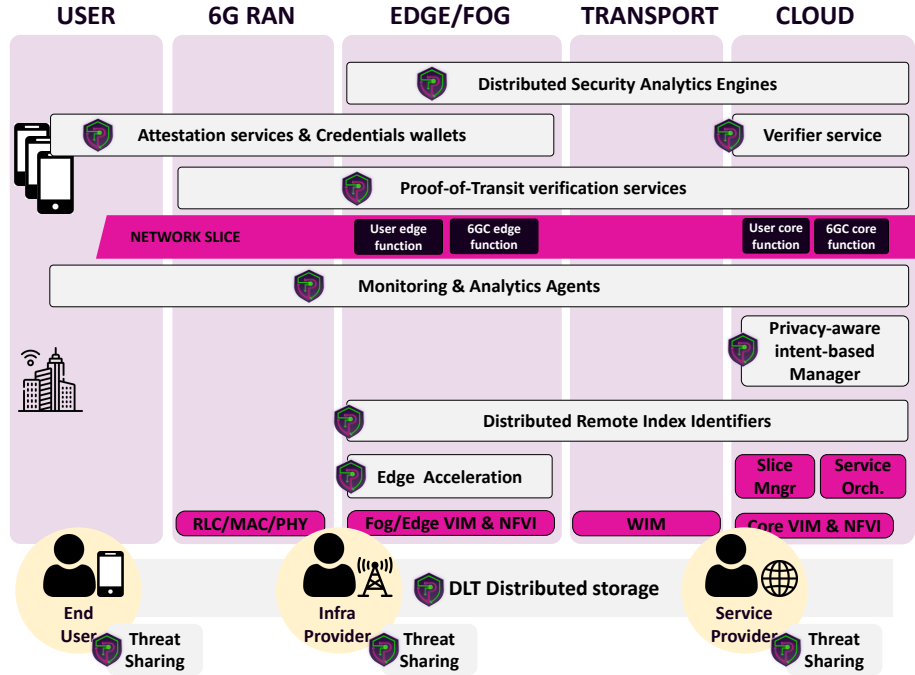 USER
6G RAN
EDGE/FOG
TRANSPORT
CLOUD
Distributed Security Analytics Engines
Attestation services & Credentials wallets
Verifier service
Proof-of-Transit verification services
NETWORK SLICE
User edge
function
6GC edge
function
User core
function
6GC core
function
Monitoring & Analytics Agents
Privacy-aware
intent-based
Manager
Distributed Remote Index Identifiers
Edge Acceleration
Slice
Mngr
Service
Orch.
RLC/MAC/PHY
Fog/Edge VIM & NFVI
WIM
Core VIM & NFVI
DLT Distributed storage
End
User
Infra
Provider
Service
Provider
Threat
Sharing
Threat
Sharing
Threat
Sharing